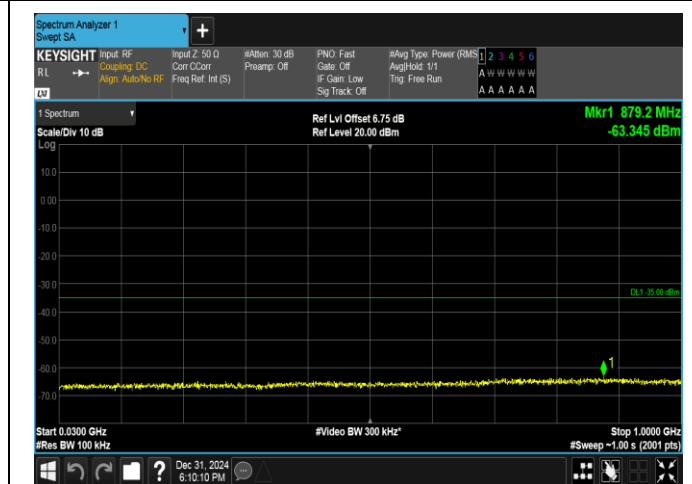 Spectrum Analyzer 1
Swept SA
KEYSIGHT Input: RF Input Z: 50 Ω #Atten: 30 dB PNO: Fast #Avg Type: Power (RMS 1 2 3 4 5 6
RL Coupling: DC Corr CCorr Preamp: Off Gate: Off Avg|Hold: 1/1 A W W W W W
Align: Auto/No RF Freq Ref: Int (S) IF Gain: Low Trig: Free Run
Sig Track: Off A A A A A A
LXI
1 Spectrum Ref Lvl Offset 6.75 dB Mkr1 879.2 MHz
Scale/Div 10 dB Ref Level 20.00 dBm -63.345 dBm
Log
10.0
0.00
-10.0
-20.0
-30.0
DL1 -35.00 dBm
-40.0
-50.0
1
-60.0
-70.0
Start 0.0300 GHz #Video BW 300 kHz* Stop 1.0000 GHz
#Res BW 100 kHz #Sweep ~1.00 s (2001 pts)
? Dec 31, 2024
6:10:10 PM